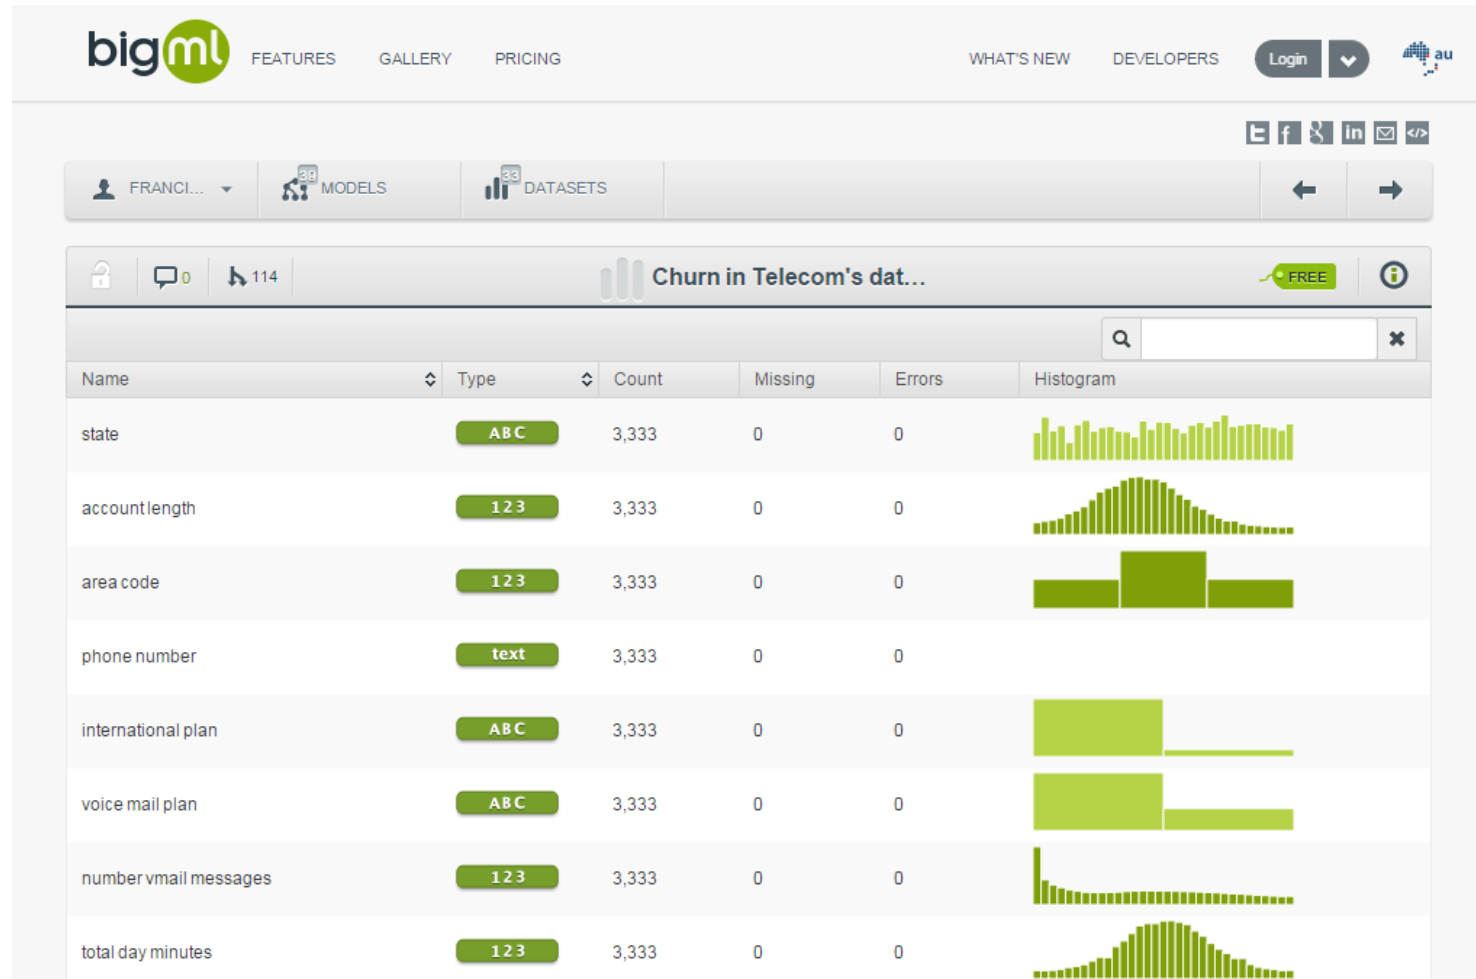 bigml FEATURES GALLERY PRICING WHAT'S NEW DEVELOPERS Login au
FRANCI... 39 MODELS 33 DATASETS
0 114 Churn in Telecom's dat... FREE
Name Type Count Missing Errors Histogram
state ABC 3,333 0 0
account length 123 3,333 0 0
area code 123 3,333 0 0
phone number text 3,333 0 0
international plan ABC 3,333 0 0
voice mail plan ABC 3,333 0 0
number vmail messages 123 3,333 0 0
total day minutes 123 3,333 0 0